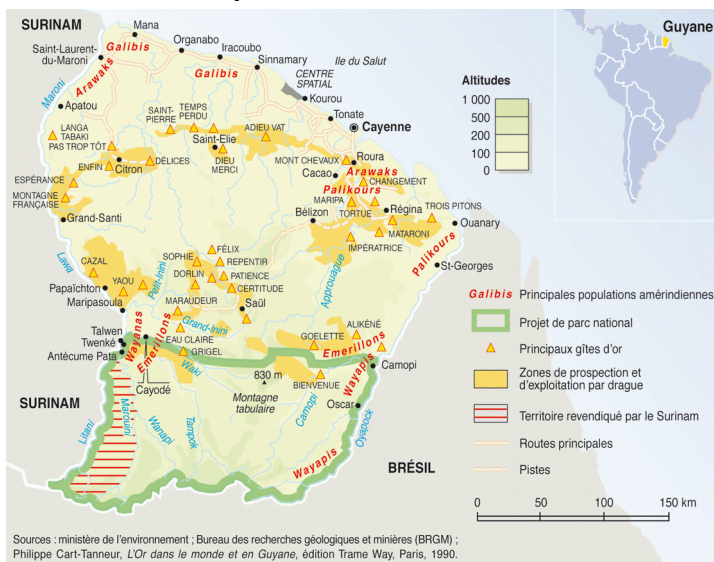 SURINAM
Mana
Organabo
Iracoubo
Sinnamary
Saint-Laurent-
du-Maroni
Galibis
Galibis
Arawaks
Maroni
Ile du Salut
CENTRE
SPATIAL
Kourou
Tonate
Cayenne
Apatou
LANGA
TABAKI
PAS TROP TÔT
SAINT-
PIERRE
TEMPS
PERDU
ADIEU VAT
Saint-Elie
DIEU
MERCI
ENFIN
Citron
DÉLICES
MONT CHEVAUX
Roura
Cacao
Arawaks
CHANGEMENT
Palikours
ESPÉRANCE
MONTAGNE
FRANÇAISE
Grand-Santi
MARIPA
TORTUE
Régina
TROIS PITONS
Bélizon
MATARONI
IMPÉRATRICE
Ouanary
Palikours
St-Georges
Approuague
Lawa
CAZAL
YAOU
Papaïchton
Maripasoula
Petit-Inini
SOPHIE
FÉLIX
REPENTIR
DORLIN
PATIENCE
CERTITUDE
MARAUDEUR
Saül
Grand-Inini
Talwen
Twenké
Antécume Pata
Wayanas
Emerillons
EAU CLAIRE
GRIGEL
Cayodé
Waki
GOELETTE
ALIKÉNÉ
Emerillons
Camopi
BIENVENUE
830 m
Montagne
tabulaire
Camopi
Oscar
Wayapis
Oyapock
Wayapis
SURINAM
Litani
Marouini
Wanapi
Tampok
BRÉSIL
Guyane
Altitudes
1 000
500
200
100
0
Galibis Principales populations amérindiennes
Projet de parc national
Principaux gîtes d'or
Zones de prospection et
d'exploitation par drague
Territoire revendiqué par le Surinam
Routes principales
Pistes
0 50 100 150 km
Sources : ministère de l'environnement ; Bureau des recherches géologiques et minières (BRGM) ;
Philippe Cart-Tanneur, L'Or dans le monde et en Guyane, édition Trame Way, Paris, 1990.